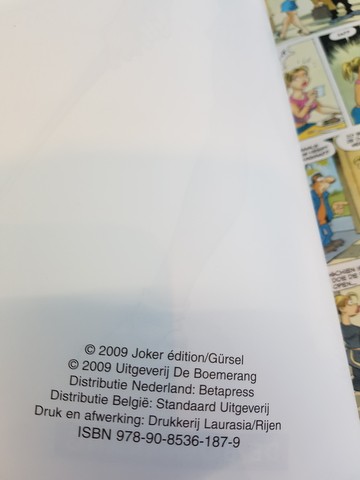 © 2009 Joker édition/Gürsel
© 2009 Uitgeverij De Boemerang
Distributie Nederland: Betapress
Distributie België: Standaard Uitgeverij
Druk en afwerking: Drukkerij Laurasia/Rijen
ISBN 978-90-8536-187-9